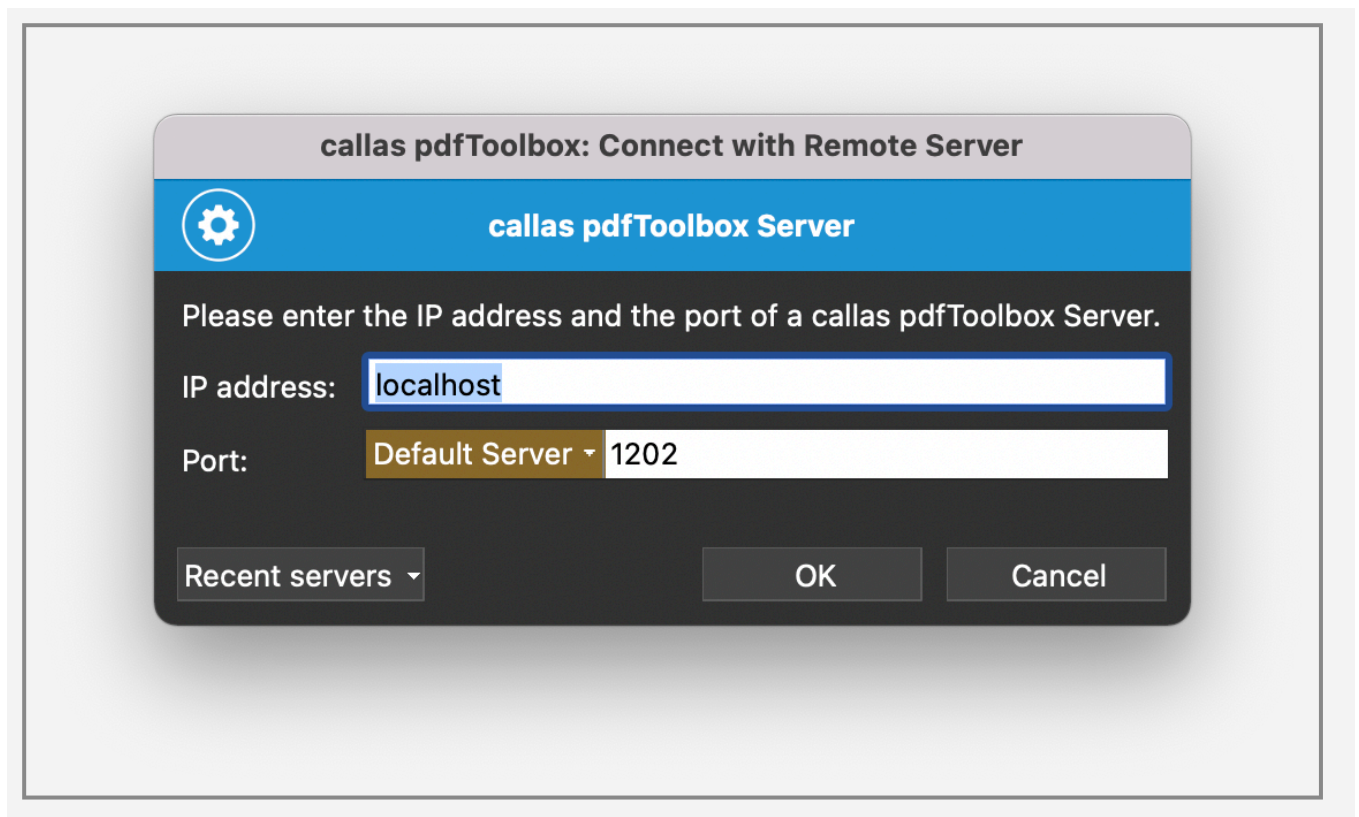 callas pdfToolbox: Connect with Remote Server
callas pdfToolbox Server
Please enter the IP address and the port of a callas pdfToolbox Server.
IP address: localhost
Port: Default Server 1202
Recent servers OK Cancel